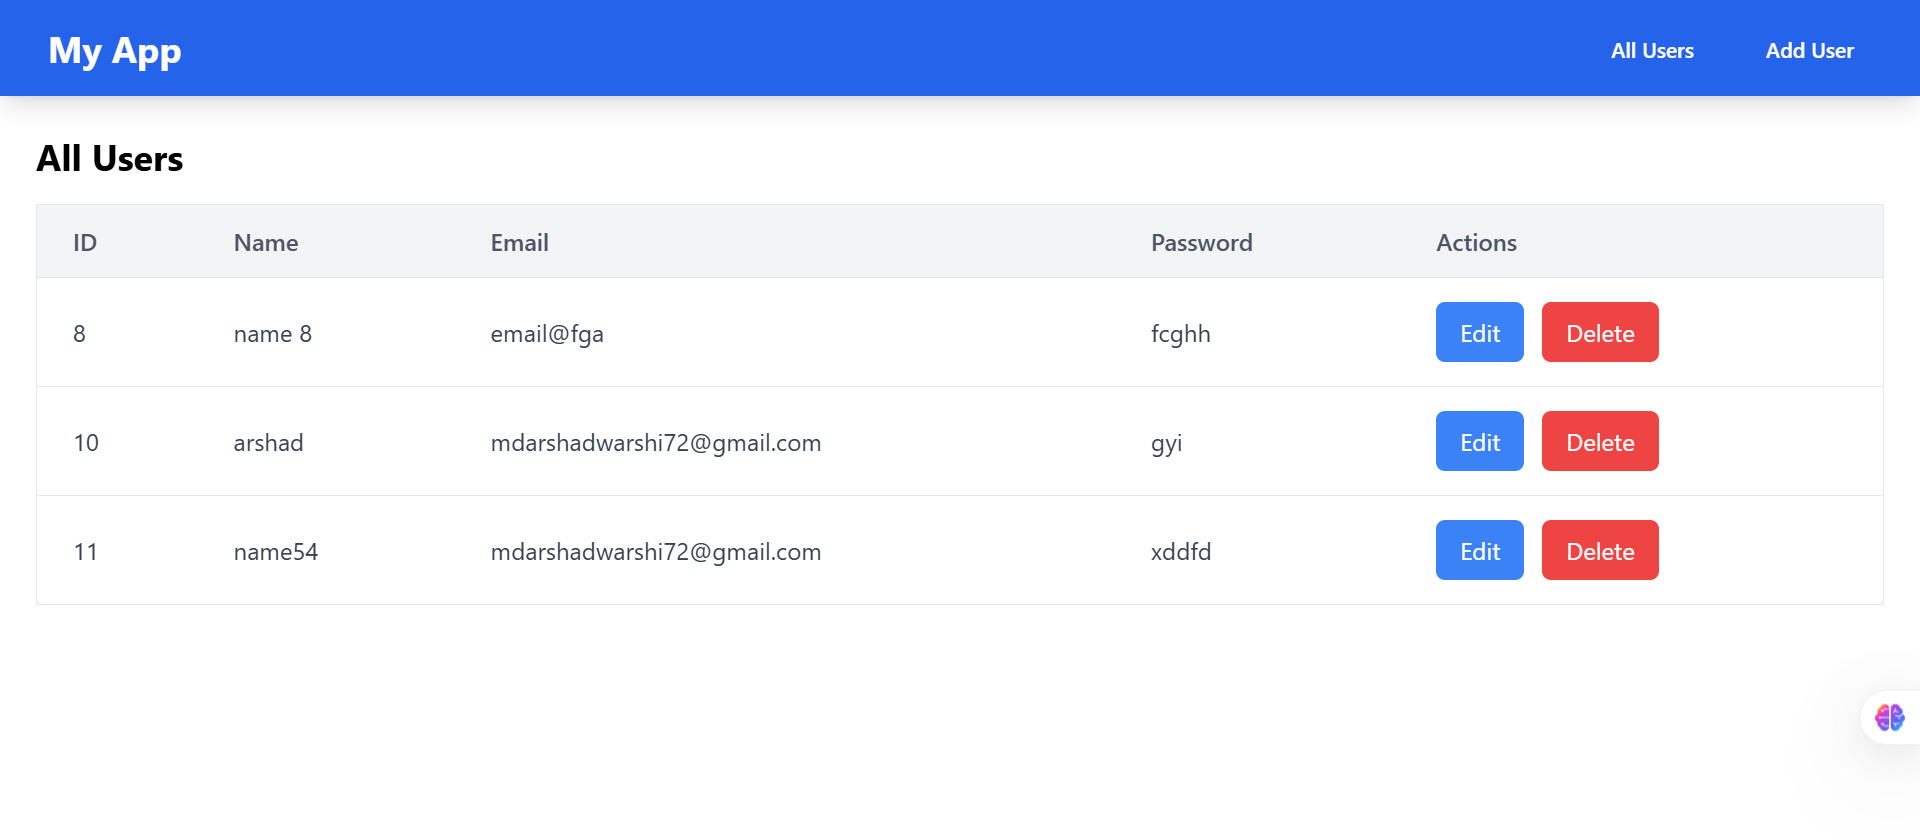 My App All Users Add User
All Users
ID Name Email Password Actions
8 name 8 email@fga fcghh Edit Delete
10 arshad mdarshadwarshi72@gmail.com gyi Edit Delete
11 name54 mdarshadwarshi72@gmail.com xddfd Edit Delete